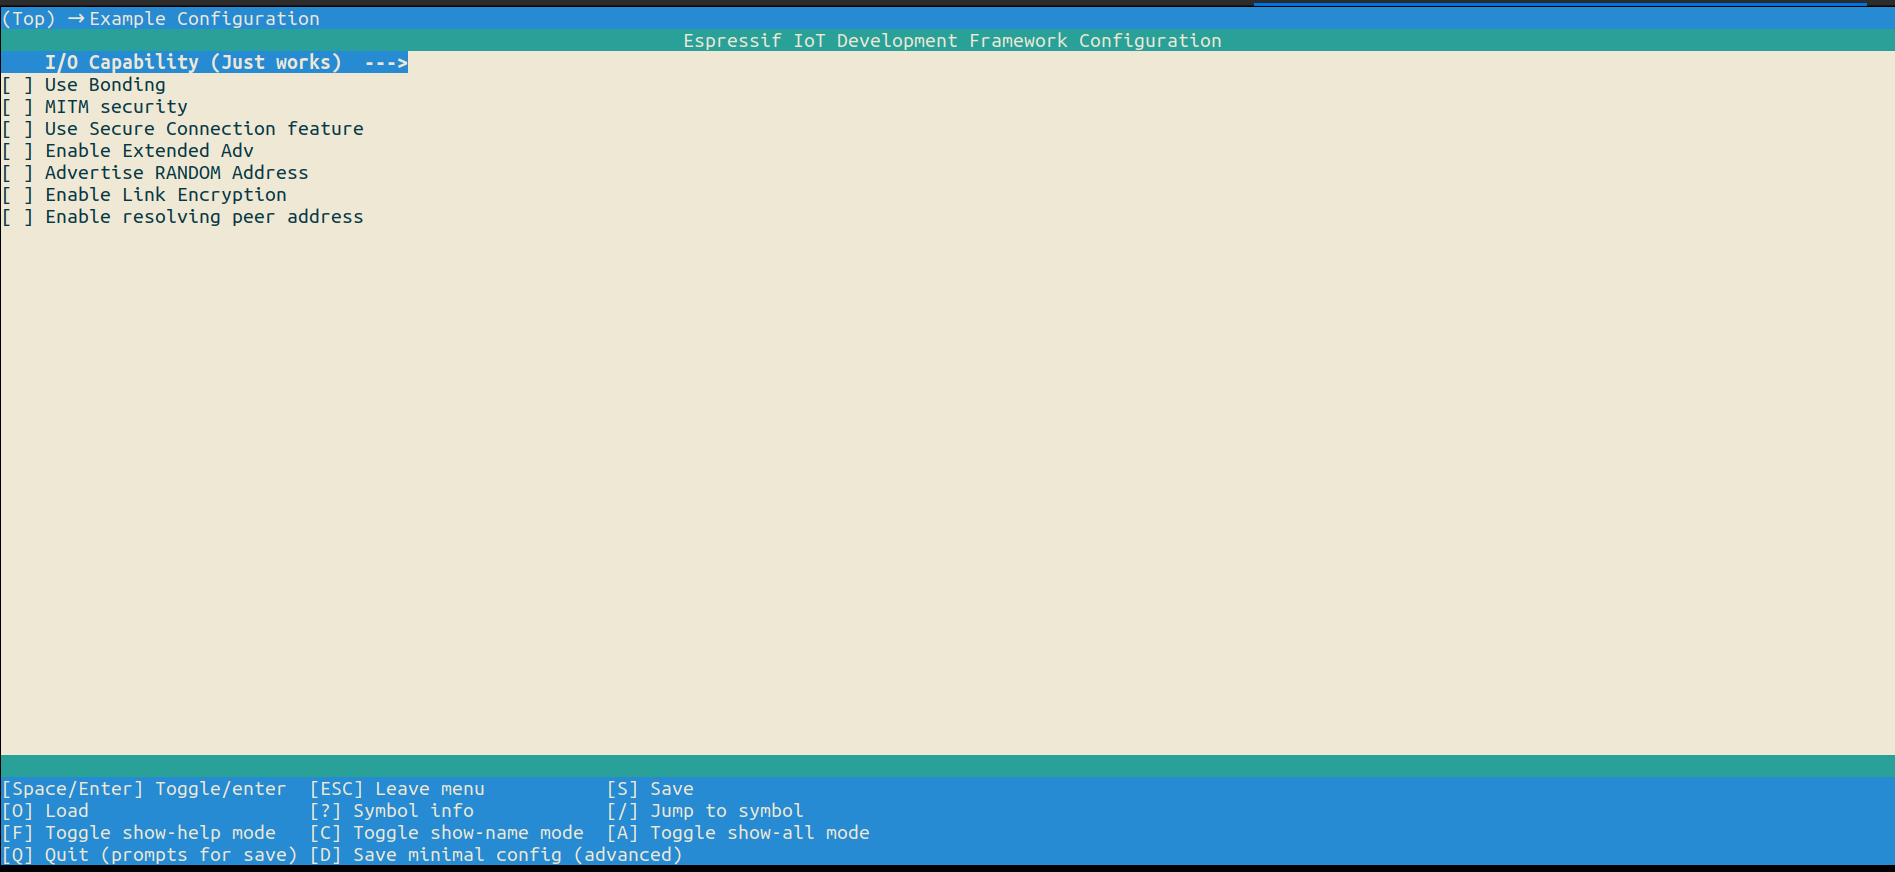 (Top) → Example Configuration
Espressif IoT Development Framework Configuration
I/O Capability (Just works)  --->
[ ] Use Bonding
[ ] MITM security
[ ] Use Secure Connection feature
[ ] Enable Extended Adv
[ ] Advertise RANDOM Address
[ ] Enable Link Encryption
[ ] Enable resolving peer address
[Space/Enter] Toggle/enter  [ESC] Leave menu           [S] Save
[O] Load                    [?] Symbol info            [/] Jump to symbol
[F] Toggle show-help mode   [C] Toggle show-name mode  [A] Toggle show-all mode
[Q] Quit (prompts for save) [D] Save minimal config (advanced)